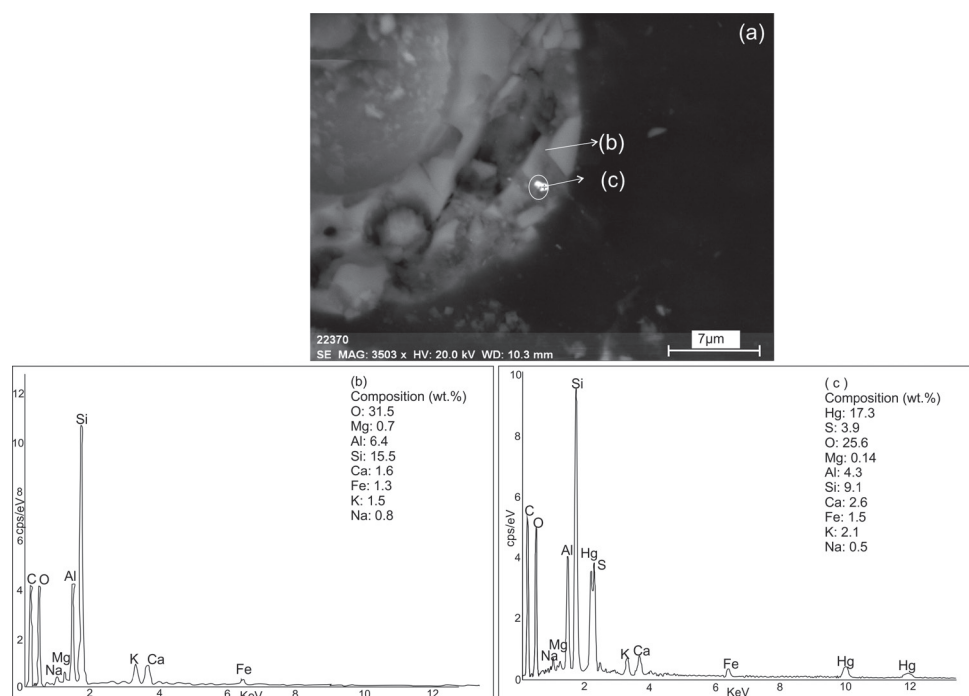 (a)
(b)
(c)
22370
SE MAG: 3503 x HV: 20.0 kV WD: 10.3 mm
7μm
(b)
Composition (wt.%)
O: 31.5
Mg: 0.7
Al: 6.4
Si: 15.5
Ca: 1.6
Fe: 1.3
K: 1.5
Na: 0.8
12
10
8
cps/eV
6
4
2
0
C O
Na
Mg
Al
Si
K Ca
Fe
2 4 6 KeV 8 10 12
( c )
Composition (wt.%)
Hg: 17.3
S: 3.9
O: 25.6
Mg: 0.14
Al: 4.3
Si: 9.1
Ca: 2.6
Fe: 1.5
K: 2.1
Na: 0.5
10
8
6
cps/eV
4
2
0
C
O
Na
Mg
Al
Si
Hg
S
K Ca
Fe
Hg
Hg
2 4 6 KeV 8 10 12